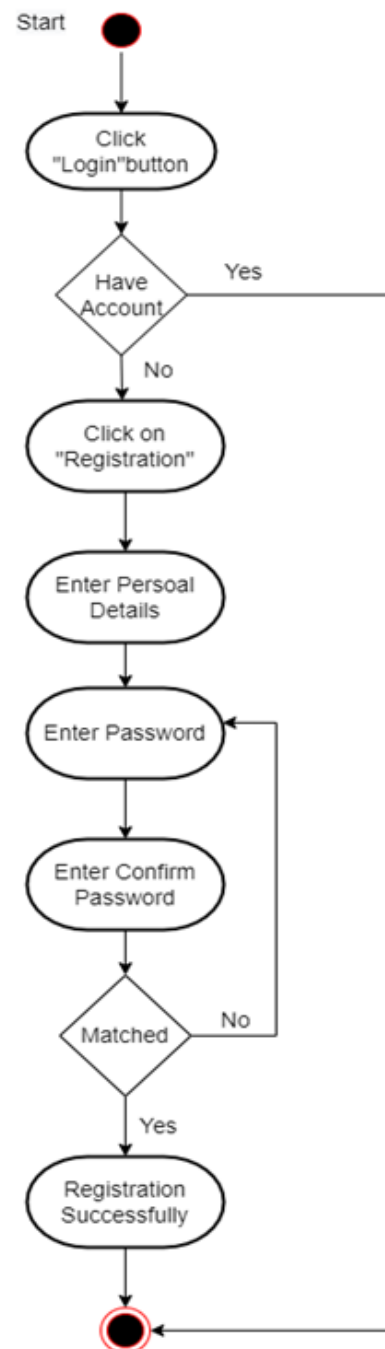 Start
Click
"Login"button
Have
Account
Yes
No
Click on
"Registration"
Enter Persoal
Details
Enter Password
Enter Confirm
Password
Matched
No
Yes
Registration
Successfully